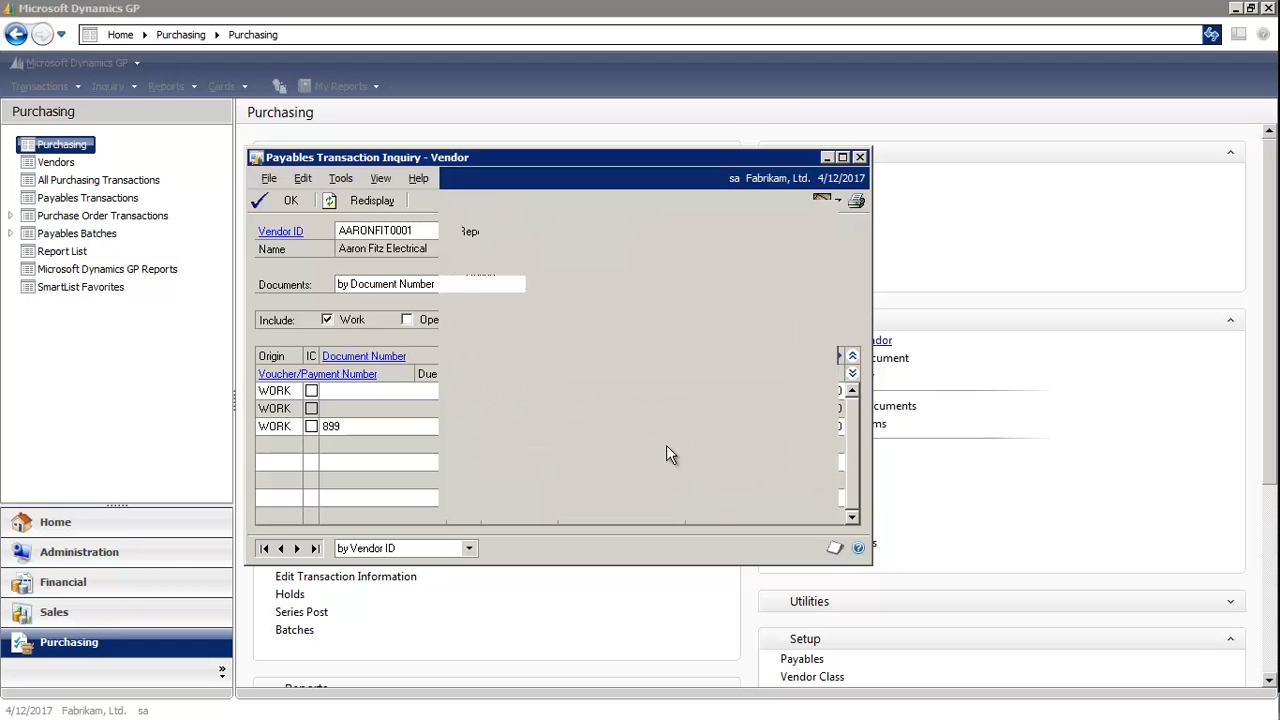 Microsoft Dynamics GP
Home Purchasing Purchasing
Microsoft Dynamics GP
Transactions Inquiry Reports Cards My Reports
Purchasing
Purchasing
Vendors
All Purchasing Transactions
Payables Transactions
Purchase Order Transactions
Payables Batches
Report List
Microsoft Dynamics GP Reports
SmartList Favorites
Home
Administration
Financial
Sales
Purchasing
»
Purchasing
Payables Transaction Inquiry - Vendor
File Edit Tools View Help
sa Fabrikam, Ltd. 4/12/2017
OK Redisplay
Vendor ID AARONFIT0001
Name Aaron Fitz Electrical
Documents: by Document Number
Include: Work
Origin IC Document Number
Voucher/Payment Number Due
WORK
WORK
WORK 899
by Vendor ID
Edit Transaction Information
Holds
Series Post
Batches
Utilities
Setup
Payables
Vendor Class
4/12/2017 Fabrikam, Ltd. sa